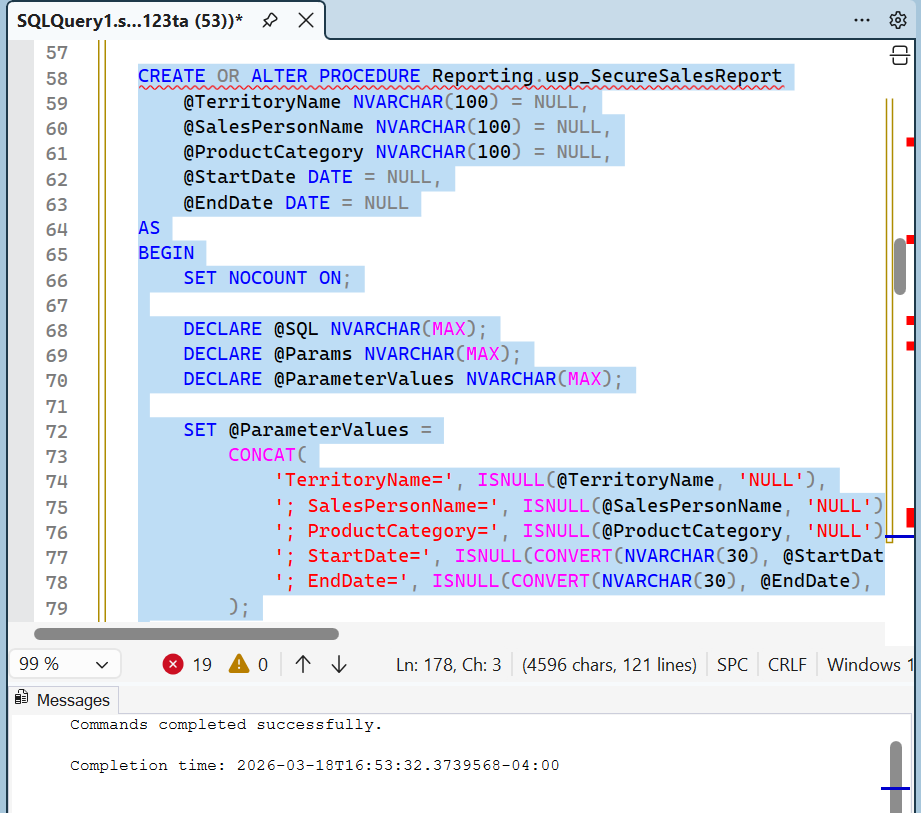 SQLQuery1.s...123ta (53))*
57
58 CREATE OR ALTER PROCEDURE Reporting.usp_SecureSalesReport
59     @TerritoryName NVARCHAR(100) = NULL,
60     @SalesPersonName NVARCHAR(100) = NULL,
61     @ProductCategory NVARCHAR(100) = NULL,
62     @StartDate DATE = NULL,
63     @EndDate DATE = NULL
64 AS
65 BEGIN
66     SET NOCOUNT ON;
67
68     DECLARE @SQL NVARCHAR(MAX);
69     DECLARE @Params NVARCHAR(MAX);
70     DECLARE @ParameterValues NVARCHAR(MAX);
71
72     SET @ParameterValues =
73         CONCAT(
74             'TerritoryName=', ISNULL(@TerritoryName, 'NULL'),
75             '; SalesPersonName=', ISNULL(@SalesPersonName, 'NULL')
76             '; ProductCategory=', ISNULL(@ProductCategory, 'NULL')
77             '; StartDate=', ISNULL(CONVERT(NVARCHAR(30), @StartDat
78             '; EndDate=', ISNULL(CONVERT(NVARCHAR(30), @EndDate),
79         );
99 % 19 0 Ln: 178, Ch: 3 (4596 chars, 121 lines) SPC CRLF Windows 1
Messages
Commands completed successfully.
Completion time: 2026-03-18T16:53:32.3739568-04:00